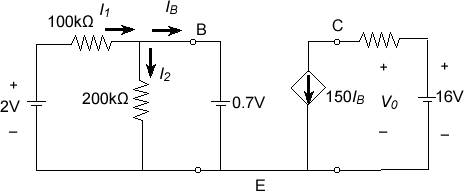 I1
IB
100kΩ
B
C
I2
+
+
+
2V
200kΩ
0.7V
150IB
V0
16V
–
–
–
E